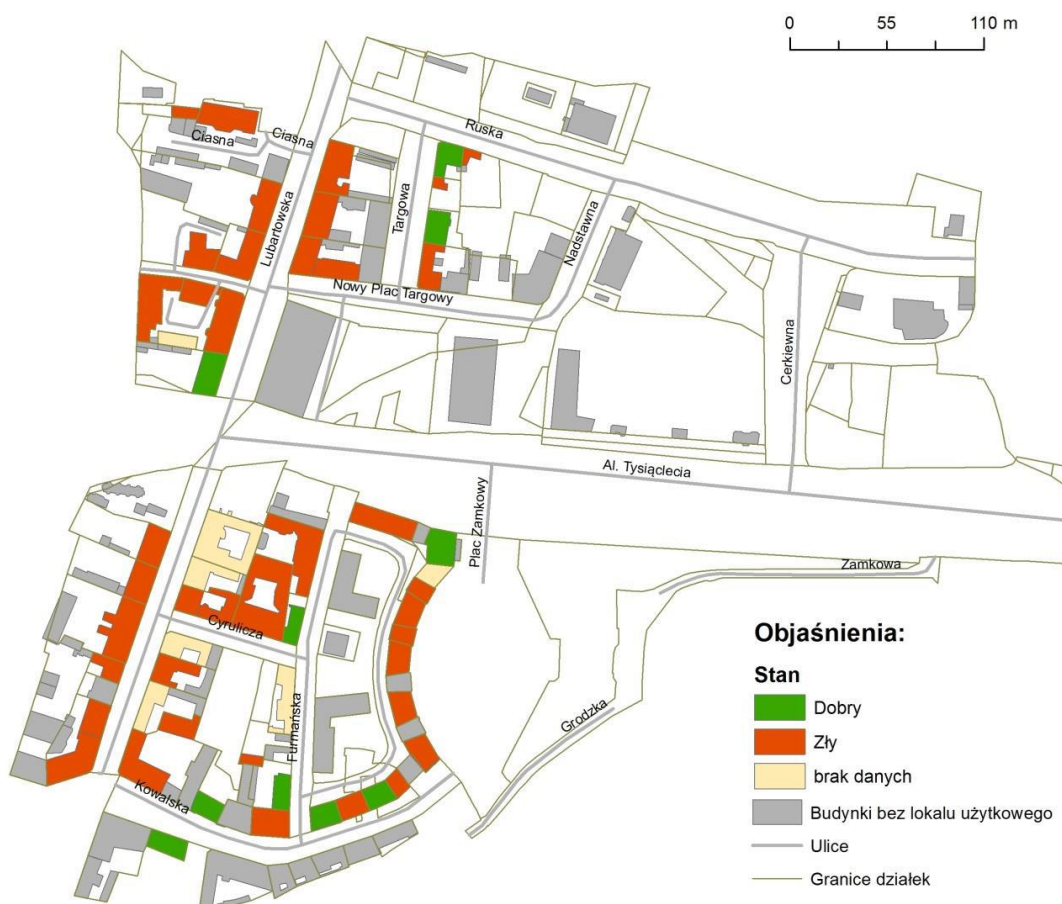 0 55 110 m
Ruska
Ciasna
Ciasna
Targowa
Lubartowska
Nadstawna
Nowy Plac Targowy
Cerkiewna
Al. Tysiąclecia
Plac Zamkowy
Zamkowa
Cyrulicza
Furmańska
Grodzka
Kowalska
Objaśnienia:
Stan
Dobry
Zły
brak danych
Budynki bez lokalu użytkowego
Ulice
Granice działek